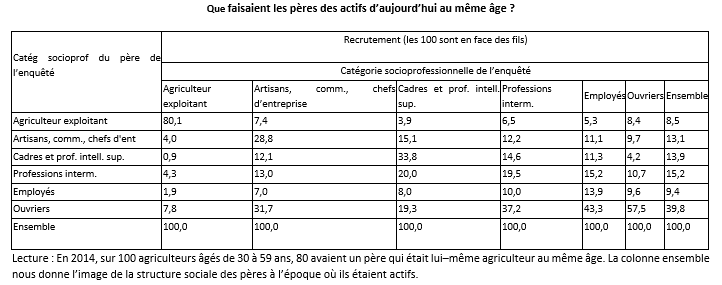 Que faisaient les pères des actifs d’aujourd’hui au même âge ?
Catég socioprof du père de l’enquêté
Recrutement (les 100 sont en face des fils)
Catégorie socioprofessionnelle de l’enquêté
Agriculteur exploitant Artisans, comm., chefs d’entreprise Cadres et prof. intell. sup. Professions interm. Employés Ouvriers Ensemble
Agriculteur exploitant 80,1 7,4 3,9 6,5 5,3 8,4 8,5
Artisans, comm., chefs d'ent 4,0 28,8 15,1 12,2 11,1 9,7 13,1
Cadres et prof. intell. sup. 0,9 12,1 33,8 14,6 11,3 4,2 13,9
Professions interm. 4,3 13,0 20,0 19,5 15,2 10,7 15,2
Employés 1,9 7,0 8,0 10,0 13,9 9,6 9,4
Ouvriers 7,8 31,7 19,3 37,2 43,3 57,5 39,8
Ensemble 100,0 100,0 100,0 100,0 100,0 100,0 100,0
Lecture : En 2014, sur 100 agriculteurs âgés de 30 à 59 ans, 80 avaient un père qui était lui–même agriculteur au même âge. La colonne ensemble
nous donne l’image de la structure sociale des pères à l’époque où ils étaient actifs.